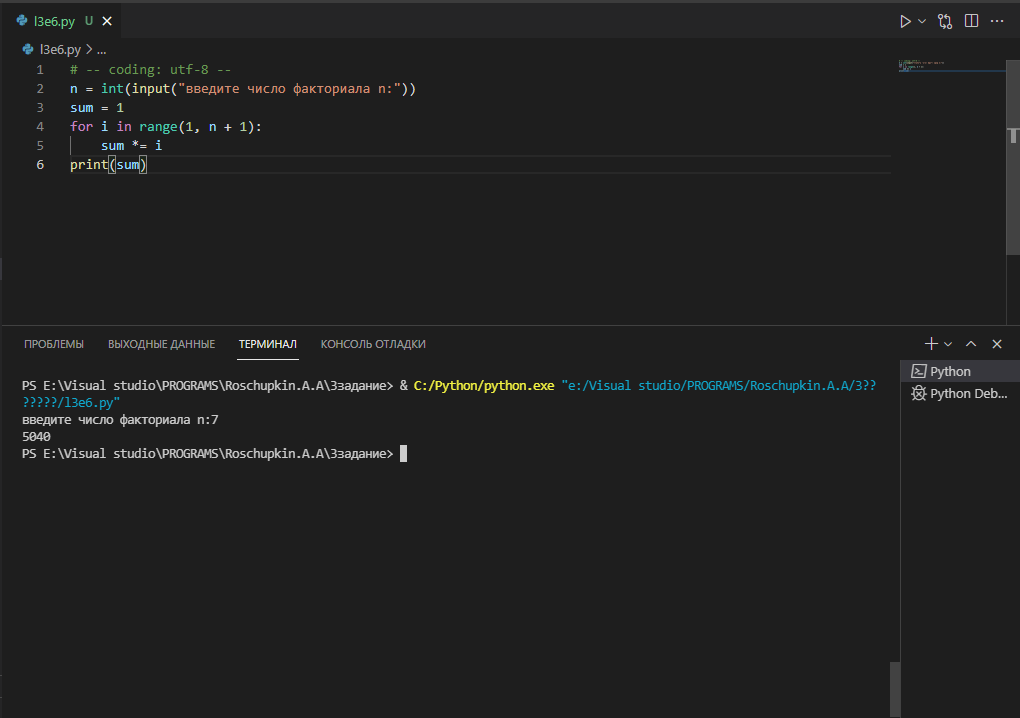 l3e6.py U
l3e6.py > ...
1 # -- coding: utf-8 --
2 n = int(input("введите число факториала n:"))
3 sum = 1
4 for i in range(1, n + 1):
5     sum *= i
6 print(sum)
ПРОБЛЕМЫ ВЫХОДНЫЕ ДАННЫЕ ТЕРМИНАЛ КОНСОЛЬ ОТЛАДКИ
PS E:\Visual studio\PROGRAMS\Roschupkin.A.A\3задание> & C:/Python/python.exe "e:/Visual studio/PROGRAMS/Roschupkin.A.A/3??
?????/l3e6.py"
введите число факториала n:7
5040
PS E:\Visual studio\PROGRAMS\Roschupkin.A.A\3задание>
Python
Python Deb...